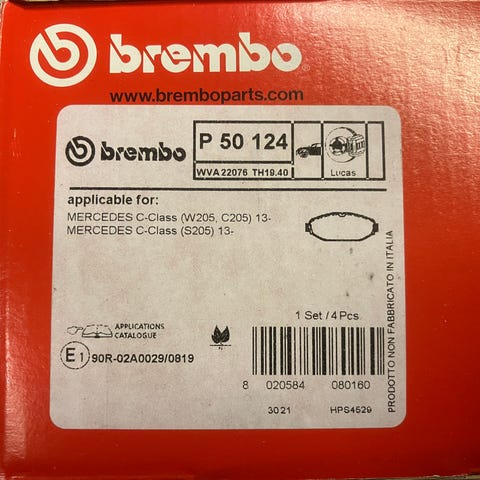 brembo
www.bremboparts.com
brembo
P 50 124
WVA 22076 TH19.40
Lucas
applicable for:
MERCEDES C-Class (W205, C205) 13-
MERCEDES C-Class (S205) 13-
1 Set / 4 Pcs.
APPLICATIONS
CATALOGUE
E1 90R-02A0029/0819
8 020584 080160
3021 HPS4529
PRODOTTO NON FABBRICATO IN ITALIA